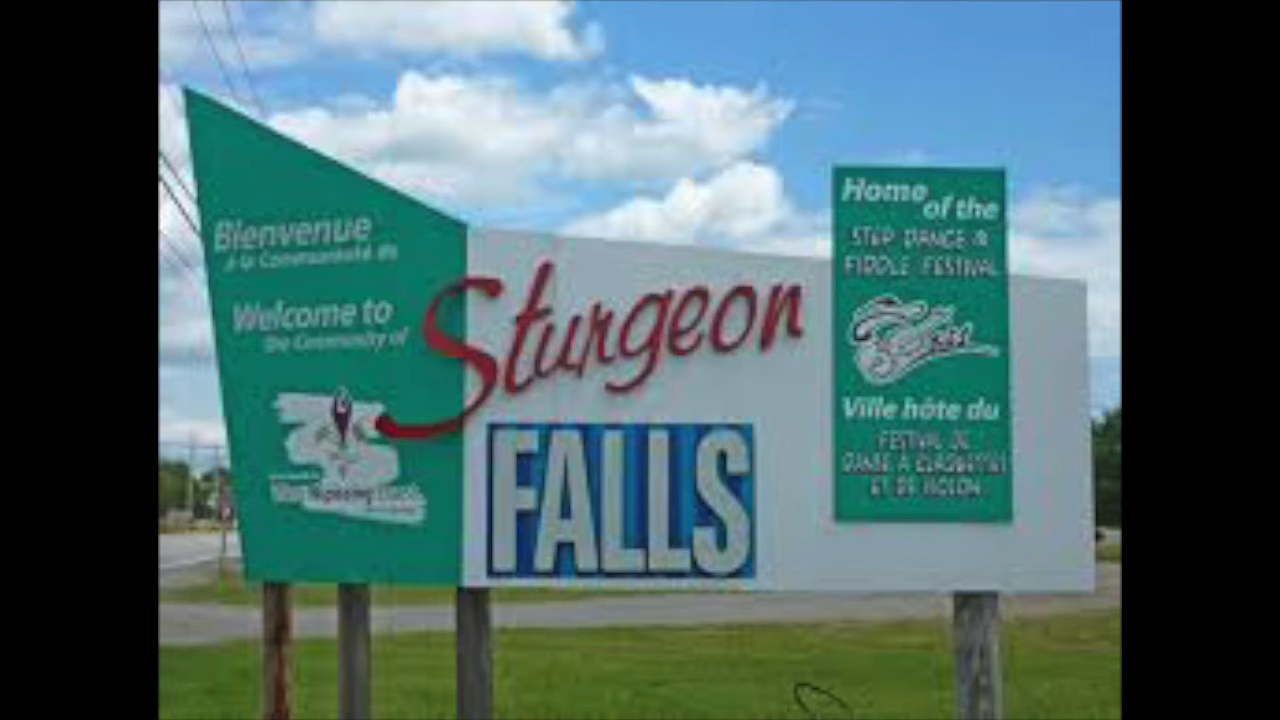 Bienvenue
à la Communauté de
Welcome to
the Community of
Sturgeon
FALLS
Home
of the
STEP DANCE &
FIDDLE FESTIVAL
Ville hôte du
FESTIVAL DE
DANSE À CLAQUETTES
ET DE VIOLON